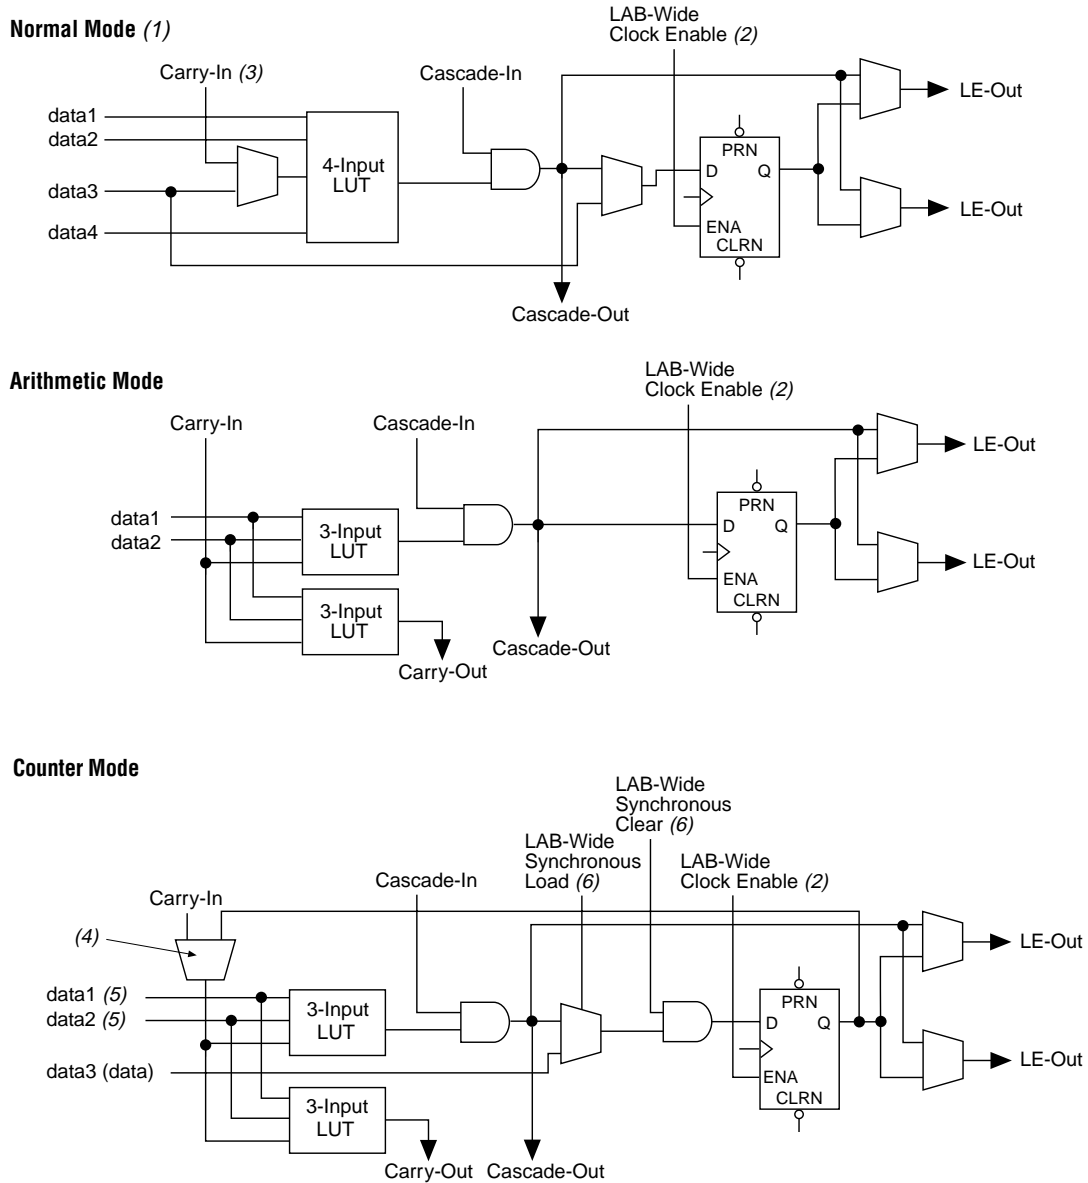 Normal Mode (1)
LAB-Wide
Clock Enable (2)
Carry-In (3)
Cascade-In
LE-Out
data1
data2
4-Input
LUT
PRN
D
Q
data3
LE-Out
data4
ENA
CLRN
Cascade-Out
Arithmetic Mode
LAB-Wide
Clock Enable (2)
Carry-In
Cascade-In
LE-Out
data1
data2
3-Input
LUT
PRN
D
Q
LE-Out
ENA
CLRN
3-Input
LUT
Cascade-Out
Carry-Out
Counter Mode
LAB-Wide
Synchronous
Clear (6)
LAB-Wide
Synchronous
Load (6)
LAB-Wide
Clock Enable (2)
Cascade-In
Carry-In
(4)
LE-Out
data1 (5)
data2 (5)
3-Input
LUT
PRN
D
Q
LE-Out
data3 (data)
ENA
CLRN
3-Input
LUT
Carry-Out
Cascade-Out